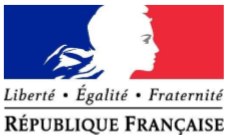 Liberté • Égalité • Fraternité
RÉPUBLIQUE FRANÇAISE